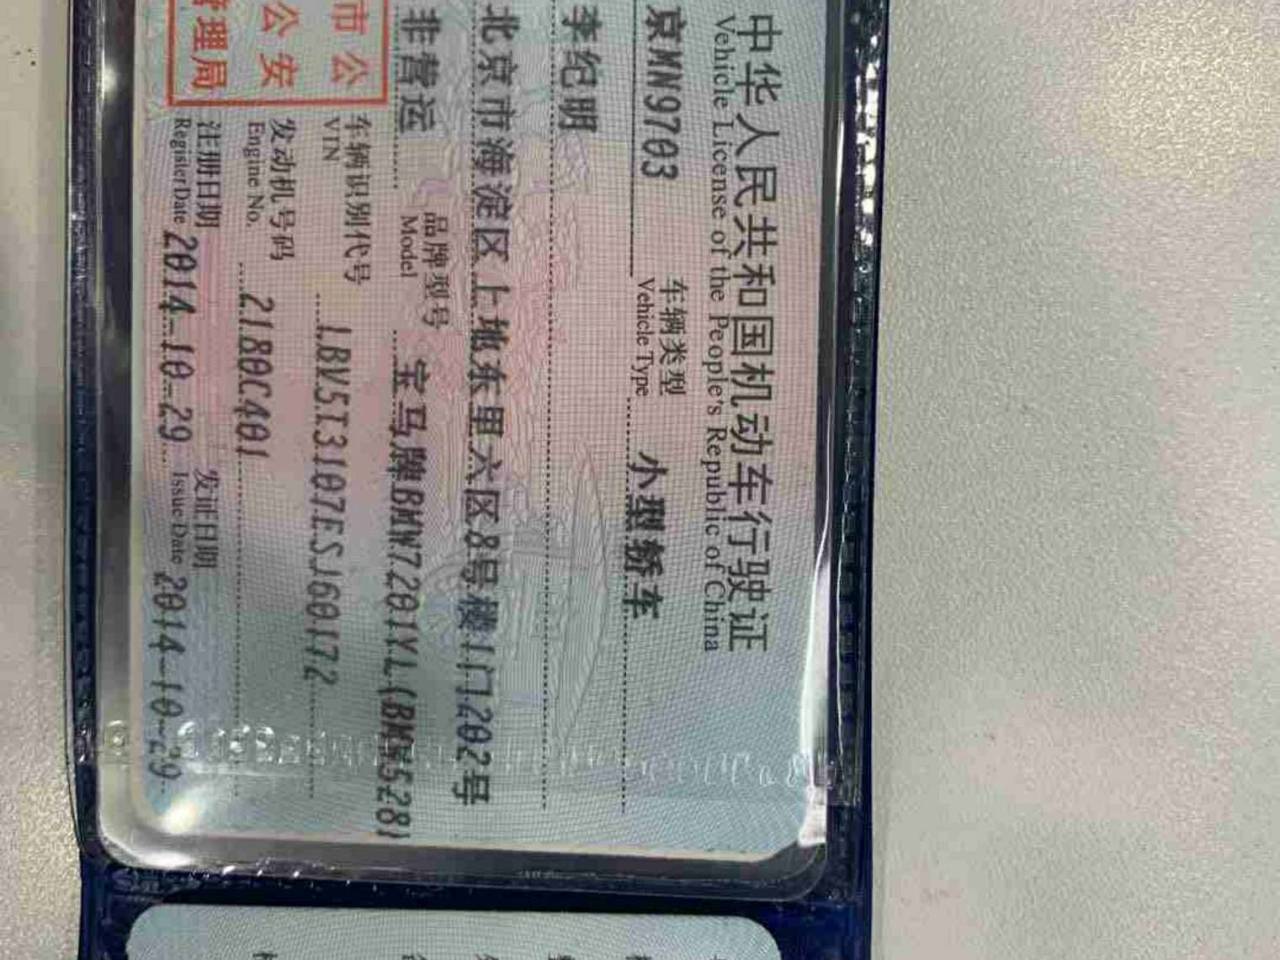 中华人民共和国机动车行驶证
Vehicle License of the People's Republic of China
京MN9703
车辆类型
Vehicle Type
小型轿车
李纪明
北京市海淀区上地东里六区8号楼1门202号
非营运
品牌型号
Model
宝马牌BMW7201YL(BMW528)
市公
公安
管理局
车辆识别代号
VIN
LBV5I3107ESJ60172
发动机号码
Engine No.
2180C401
注册日期
Register Date
2014-10-29
发证日期
Issue Date
2014-10-29